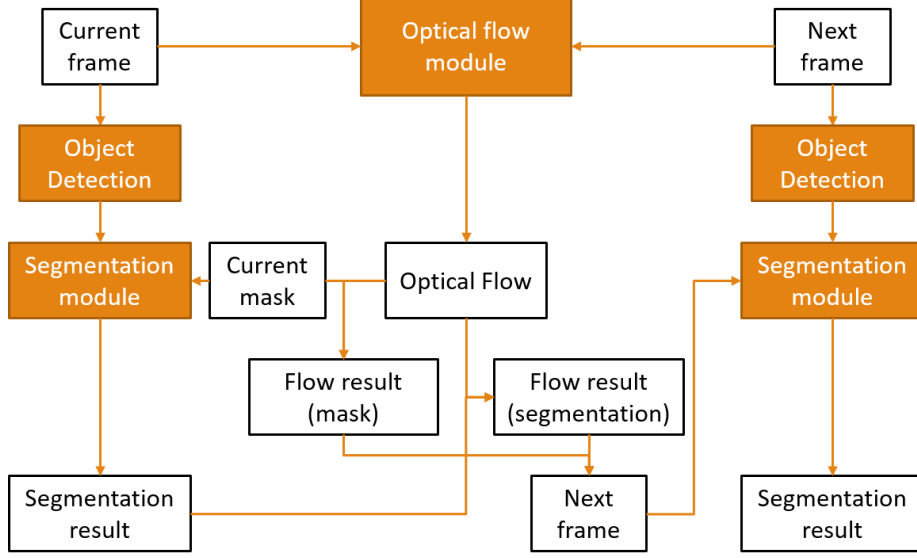 Current
frame
Optical flow
module
Next
frame
Object
Detection
Object
Detection
Segmentation
module
Current
mask
Optical Flow
Segmentation
module
Flow result
(mask)
Flow result
(segmentation)
Segmentation
result
Next
frame
Segmentation
result